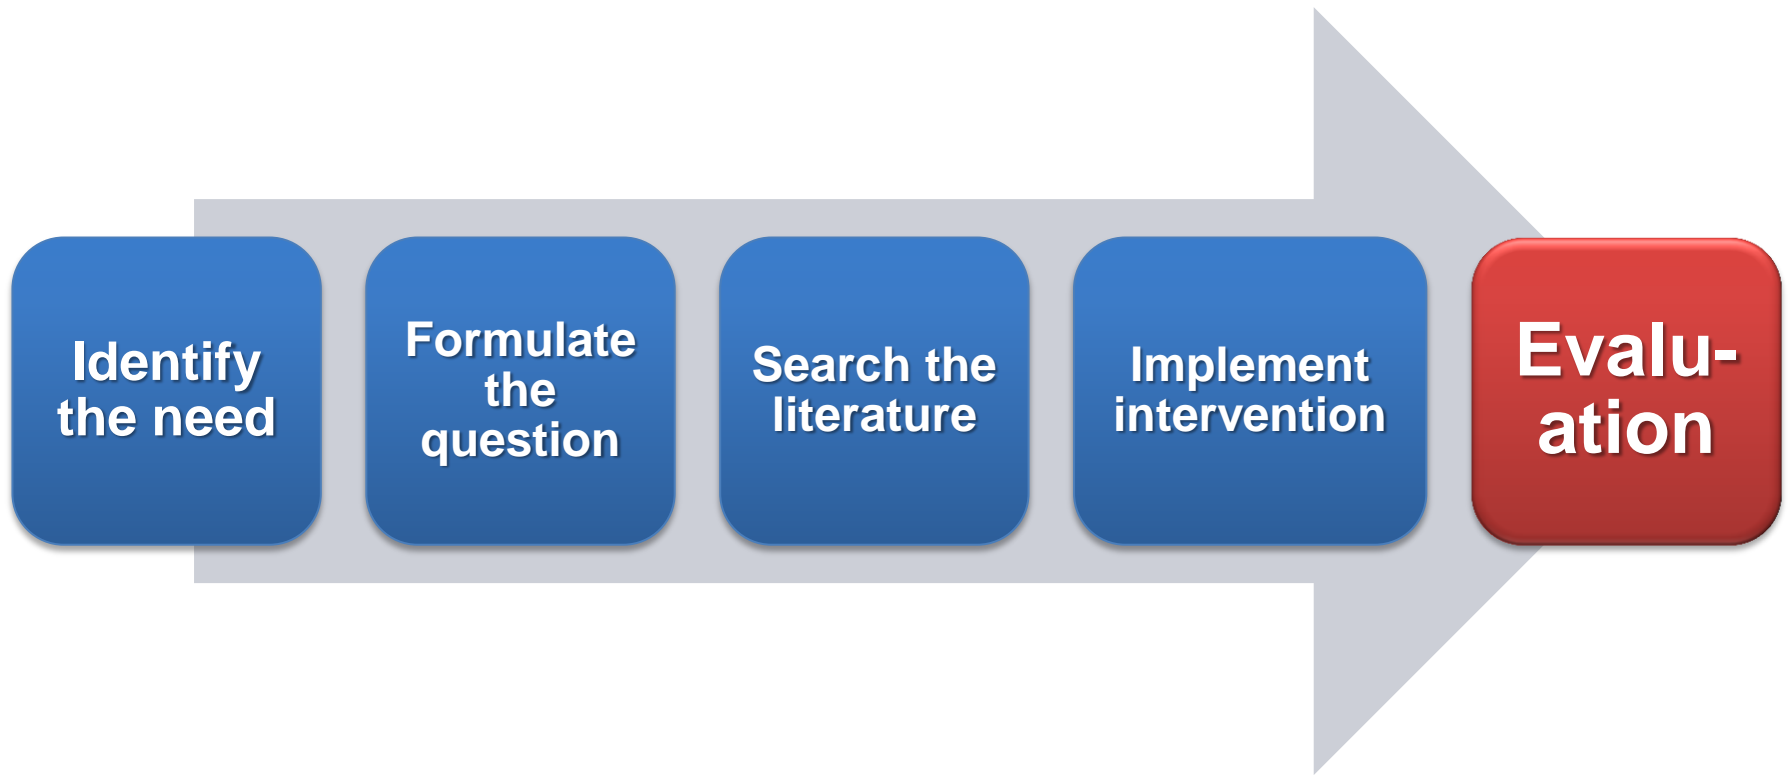 Identify
the need
Formulate
the
question
Search the
literature
Implement
intervention
Evalu-
ation